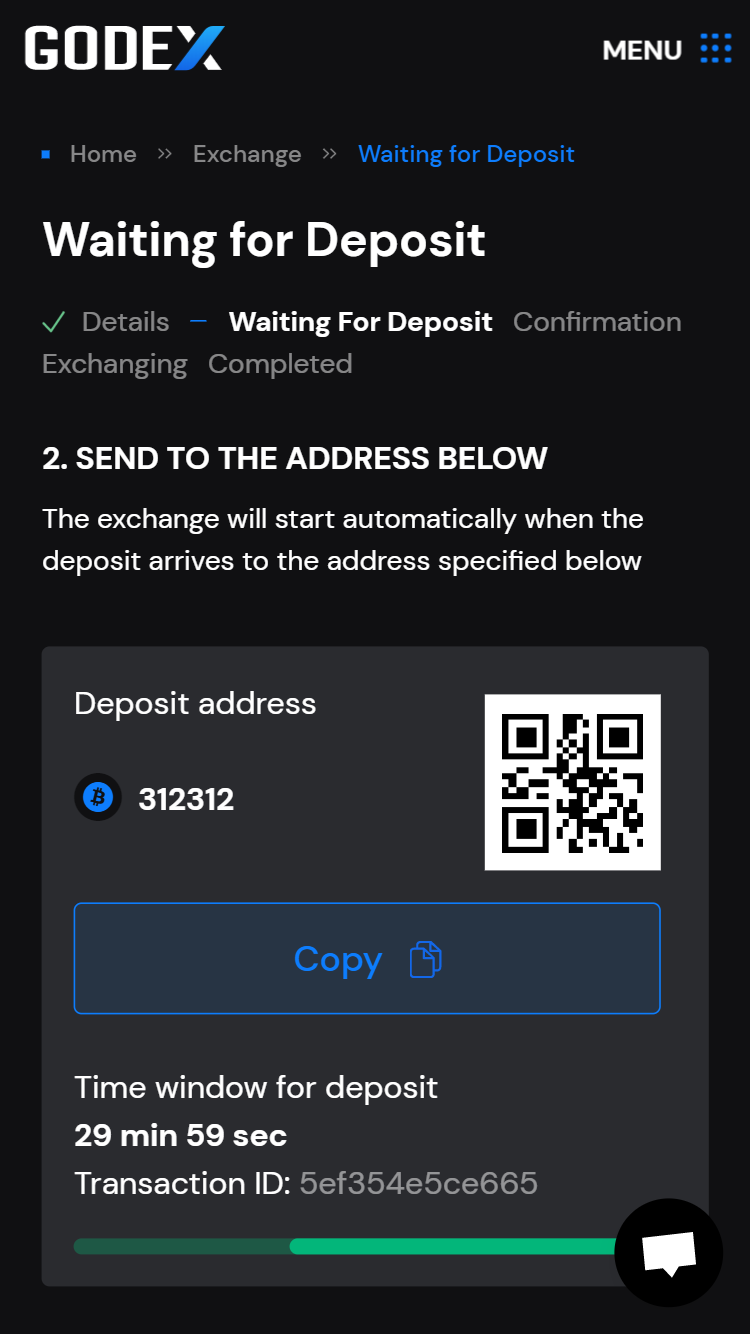 GODEX
MENU
Home » Exchange » Waiting for Deposit
Waiting for Deposit
Details – Waiting For Deposit Confirmation
Exchanging Completed
2. SEND TO THE ADDRESS BELOW
The exchange will start automatically when the
deposit arrives to the address specified below
Deposit address
312312
Copy
Time window for deposit
29 min 59 sec
Transaction ID: 5ef354e5ce665